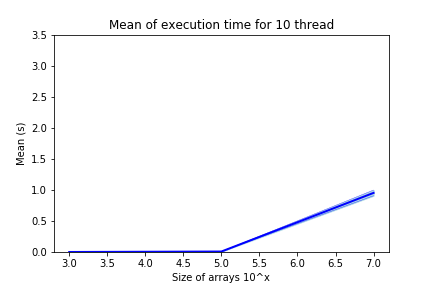 Mean of execution time for 10 thread
3.5
3.0
2.5
2.0
1.5
1.0
0.5
0.0
Mean (s)
3.0 3.5 4.0 4.5 5.0 5.5 6.0 6.5 7.0
Size of arrays 10^x